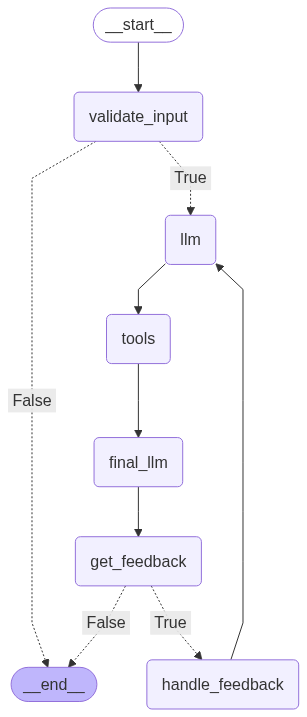 __start__
validate_input
True
llm
tools
False
final_llm
get_feedback
False
True
__end__
handle_feedback